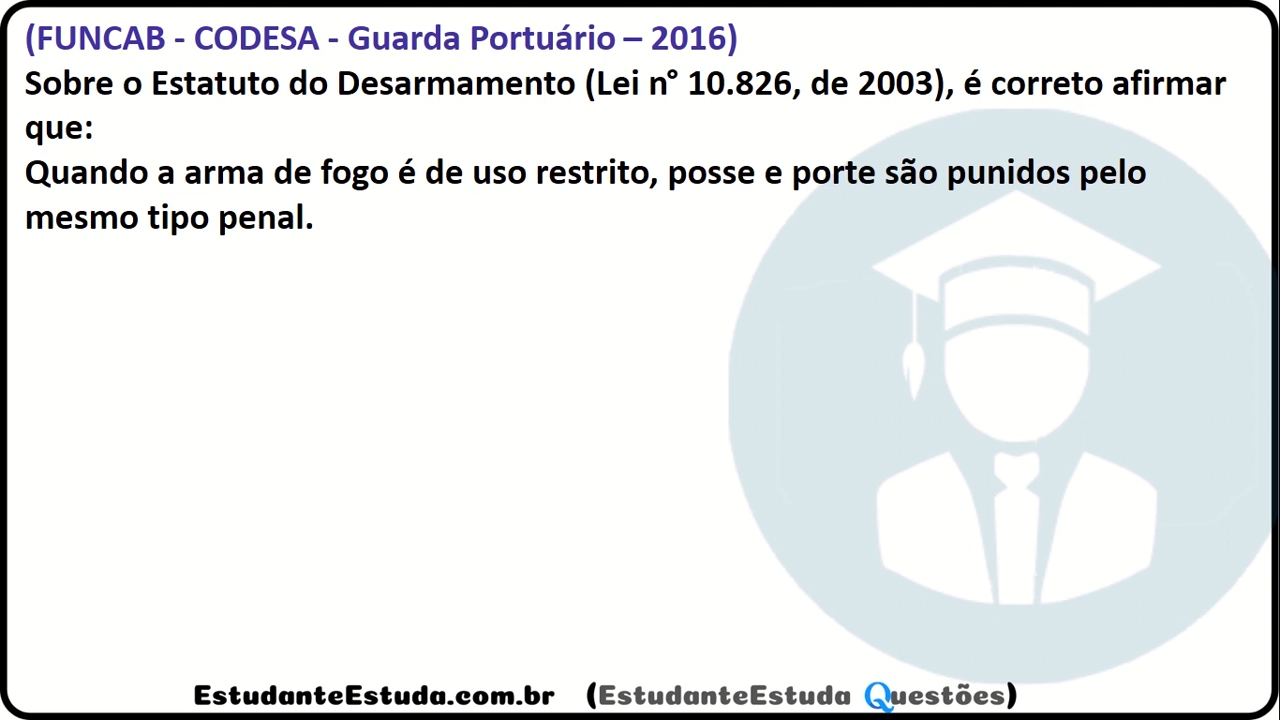 (FUNCAB - CODESA - Guarda Portuário – 2016)
Sobre o Estatuto do Desarmamento (Lei n° 10.826, de 2003), é correto afirmar
que:
Quando a arma de fogo é de uso restrito, posse e porte são punidos pelo
mesmo tipo penal.
EstudanteEstuda.com.br (EstudanteEstuda Questões)